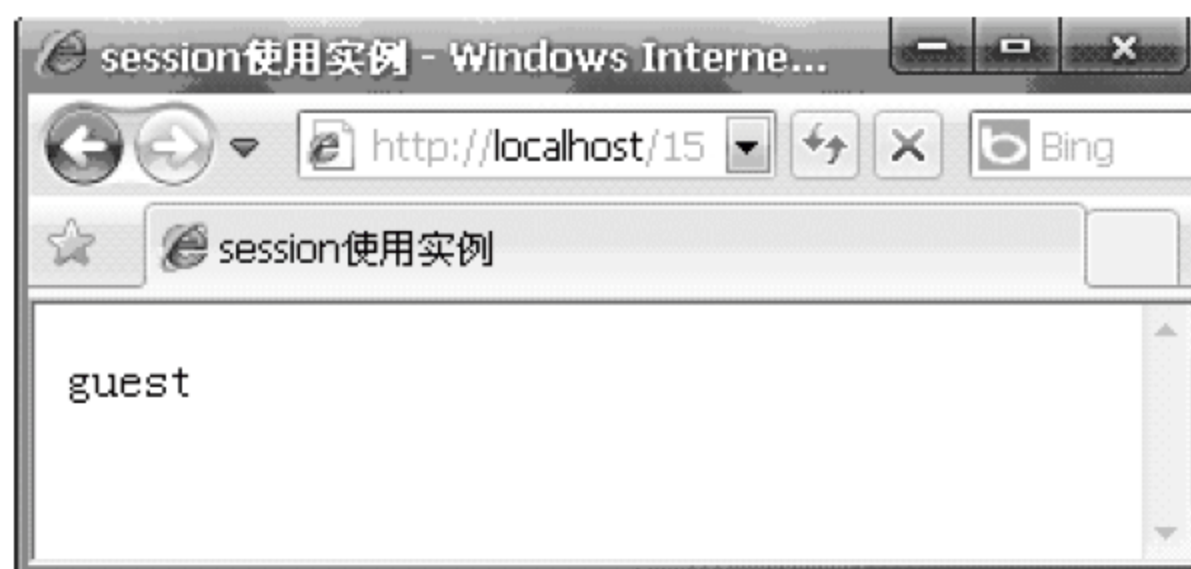 session使用实例 - Windows Interne...
http://localhost/15
Bing
session使用实例
guest